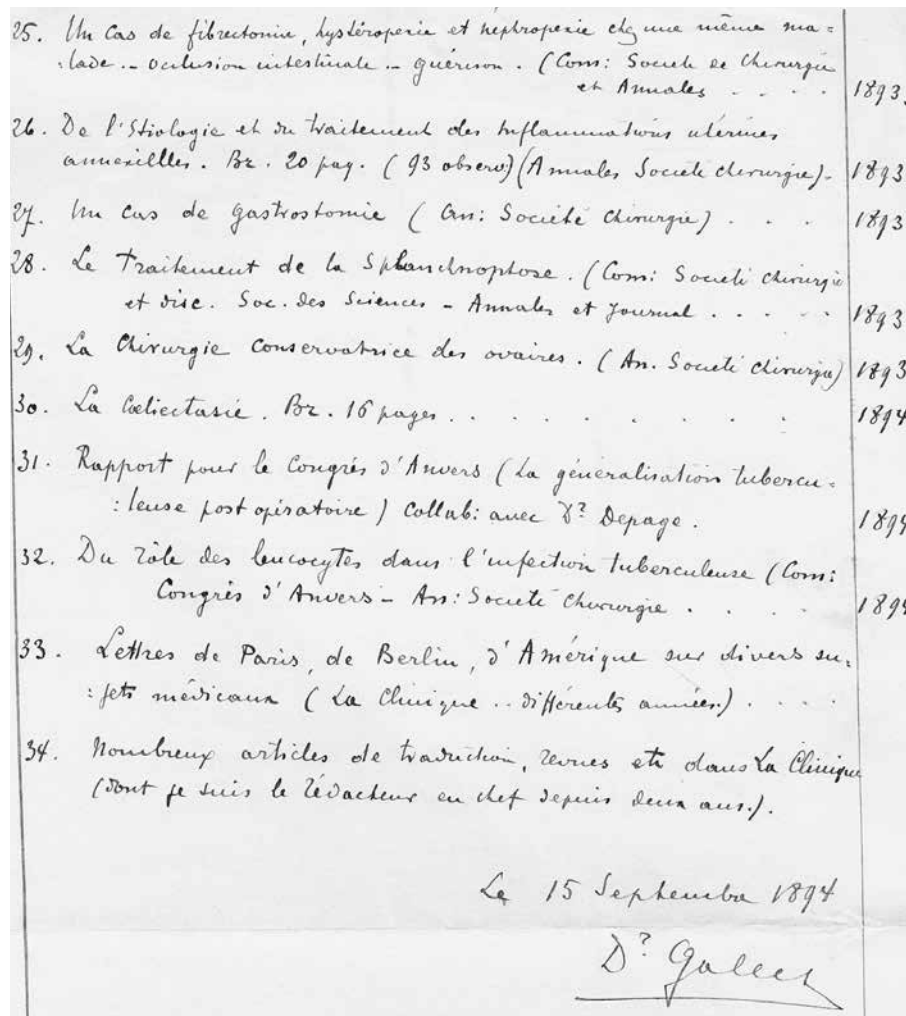 25. Un Cas de fibrectomie, hystéropexie et néphropexie chez une même ma=
:lade. - occlusion intestinale - guérison. (Com: Société de Chirurgie
et Annales . . . . 1893.
26. De l'Etiologie et du traitement des Inflammations utérines
annexielles. Br. 20 pag. (93 observ) (Annales Société chirurgie). 1893
27. Un cas de gastrostomie (An: Société chirurgie) . . . 1893
28. Le Traitement de la Splanchnoptose. (Com: Société chirurgie
et disc. Soc. des Sciences - Annales et Journal . . . . . 1893
29. La Chirurgie conservatrice des ovaires. (An. Société chirurgie) 1893
30. La Cœliectasie. Br. 16 pages . . . . . . . . 1894
31. Rapport pour le Congrès d'Anvers (La généralisation tubercu=
:leuse post opératoire) Collab: avec Dr Depage. 1894
32. Du rôle des leucocytes dans l'infection tuberculeuse (Com:
Congrès d'Anvers - An: Société Chirurgie . . . . 1894
33. Lettres de Paris, de Berlin, d'Amérique sur divers su=
:jets médicaux (La Clinique .. différentes années.) . . . .
34. Nombreux articles de traduction, revues etc dans La Clinique
(dont je suis le rédacteur en chef depuis deux ans.).
Le 15 Septembre 1894
Dr Gallet